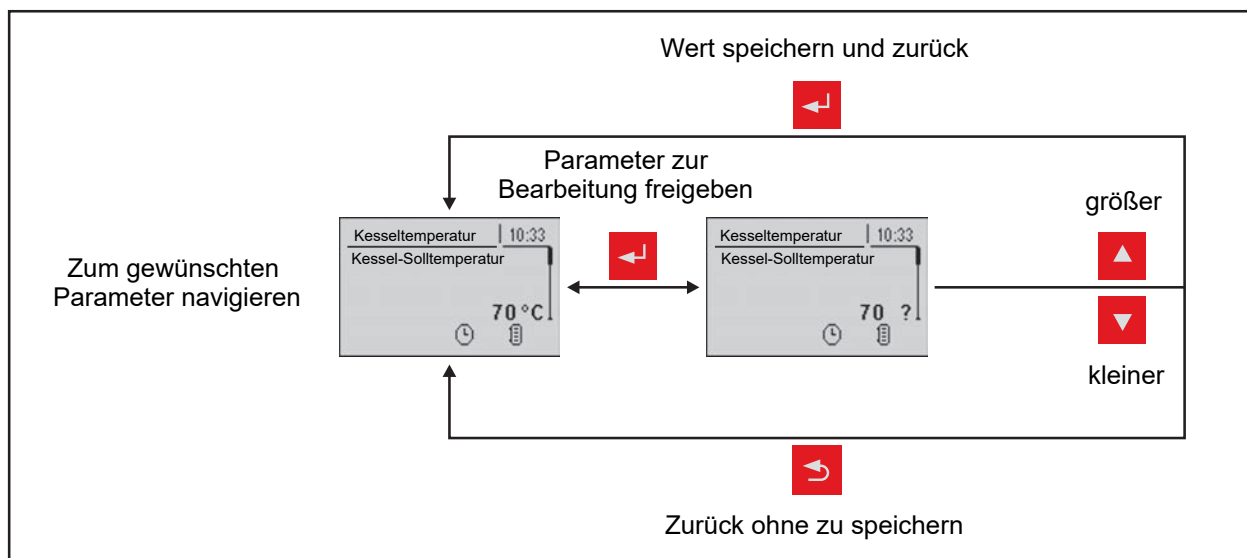 Wert speichern und zurück
Parameter zur
Bearbeitung freigeben
größer
Kesseltemperatur 10:33
Kessel-Solltemperatur
70 °C
Kesseltemperatur 10:33
Kessel-Solltemperatur
70 ?
Zum gewünschten
Parameter navigieren
kleiner
Zurück ohne zu speichern